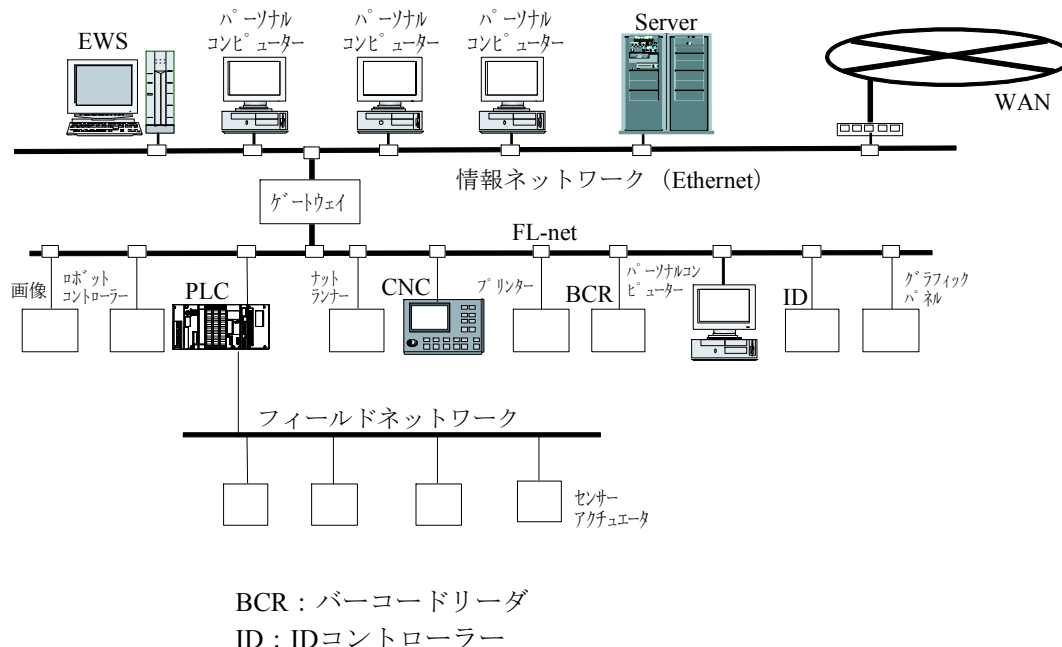 EWS
パーソナル
コンピューター
パーソナル
コンピューター
パーソナル
コンピューター
Server
WAN
情報ネットワーク（Ethernet）
ゲートウェイ
FL-net
画像
ロボット
コントローラー
PLC
ナット
ランナー
CNC
プリンター
BCR
パーソナルコン
ピューター
ID
グラフィック
パネル
フィールドネットワーク
センサー
アクチュエータ
BCR：バーコードリーダ
ID：IDコントローラー